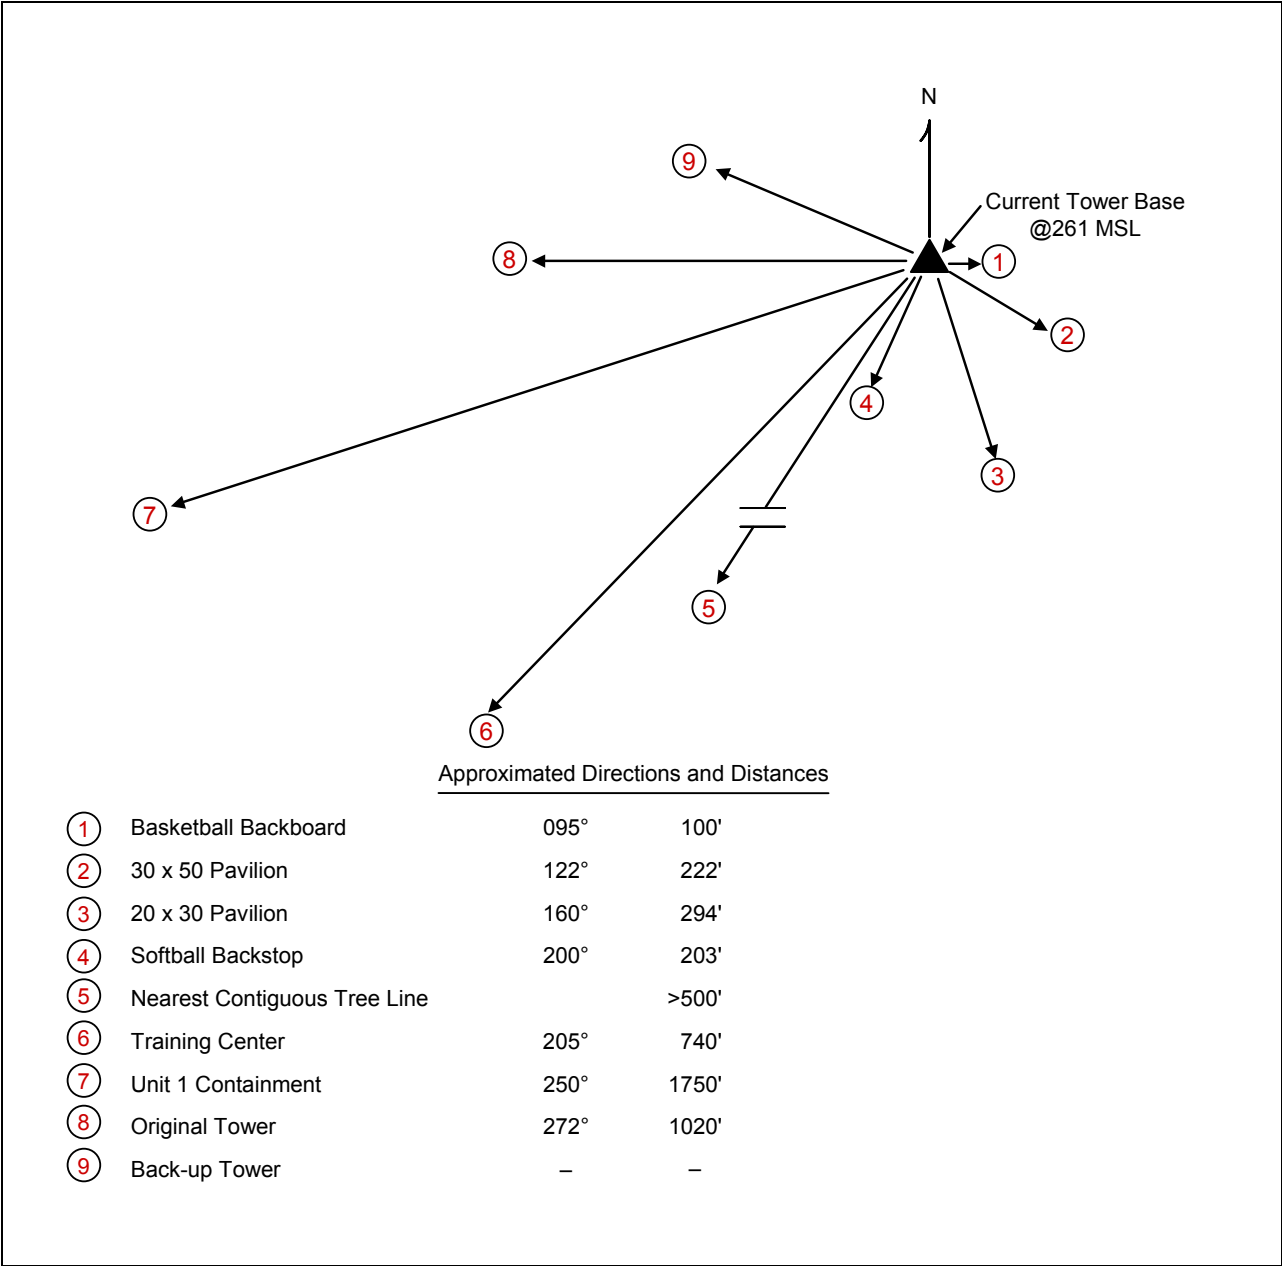 N
9
Current Tower Base
@261 MSL
8
1
2
4
3
7
5
6
Approximated Directions and Distances
1 Basketball Backboard 095° 100'
2 30 x 50 Pavilion 122° 222'
3 20 x 30 Pavilion 160° 294'
4 Softball Backstop 200° 203'
5 Nearest Contiguous Tree Line >500'
6 Training Center 205° 740'
7 Unit 1 Containment 250° 1750'
8 Original Tower 272° 1020'
9 Back-up Tower – –